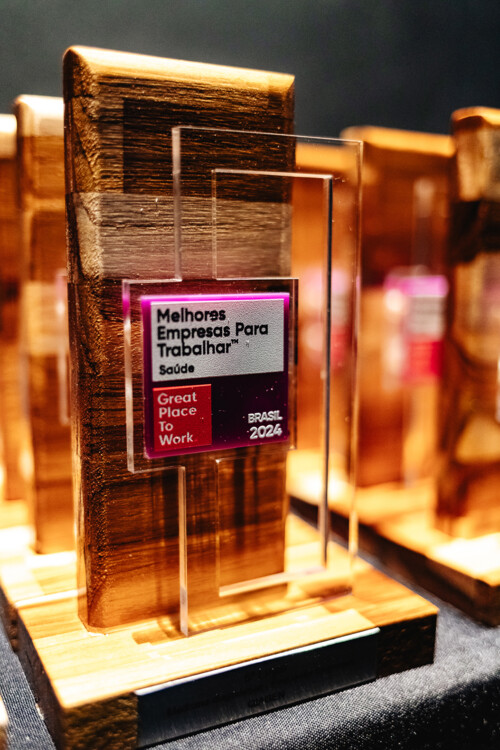 Melhores
Empresas Para
Trabalhar™
Saúde
Great
Place
To
Work
BRASIL
2024